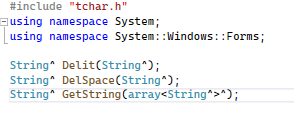 #include "tchar.h"
using namespace System;
using namespace System::Windows::Forms;
String^ Delit(String^);
String^ DelSpace(String^);
String^ GetString(array<String^>^);